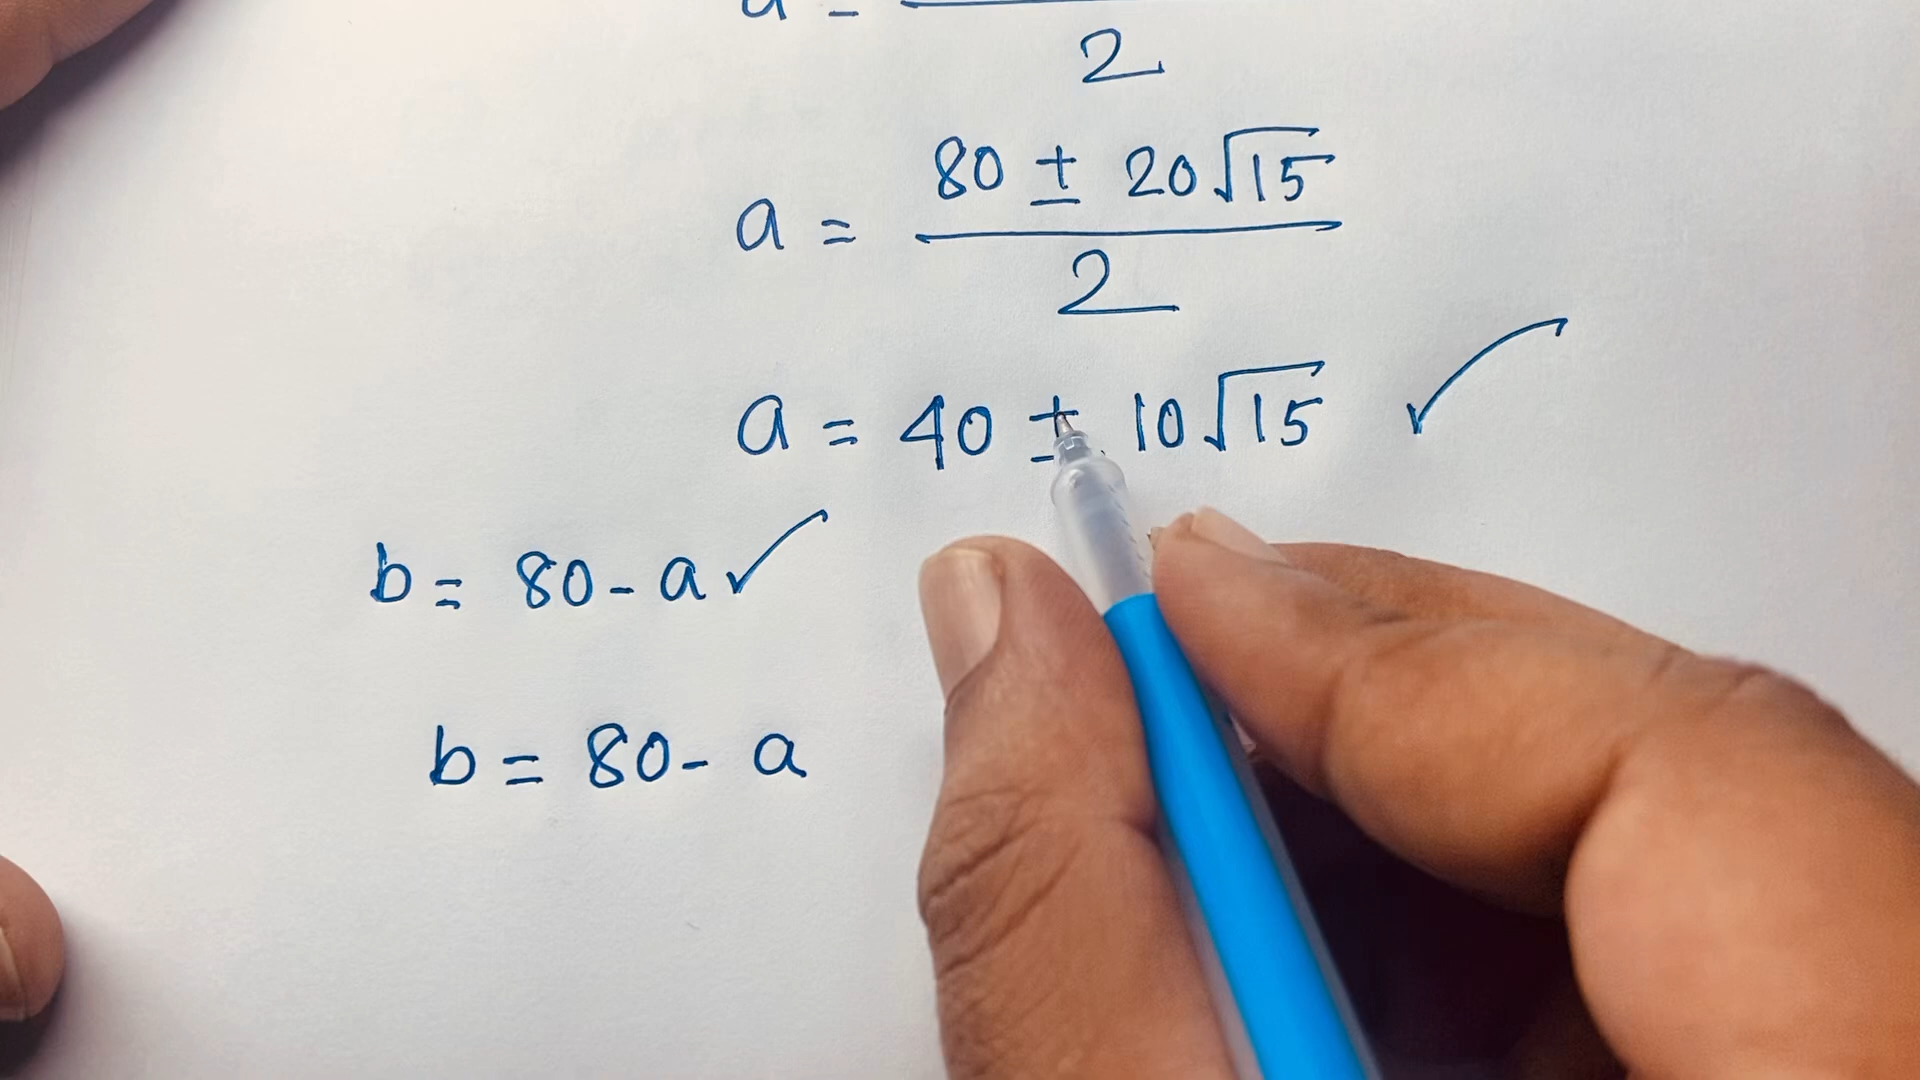 a =
2
80 ± 20√15
a =
2
a = 40 ± 10√15 ✓
b = 80 - a ✓
b = 80 - a